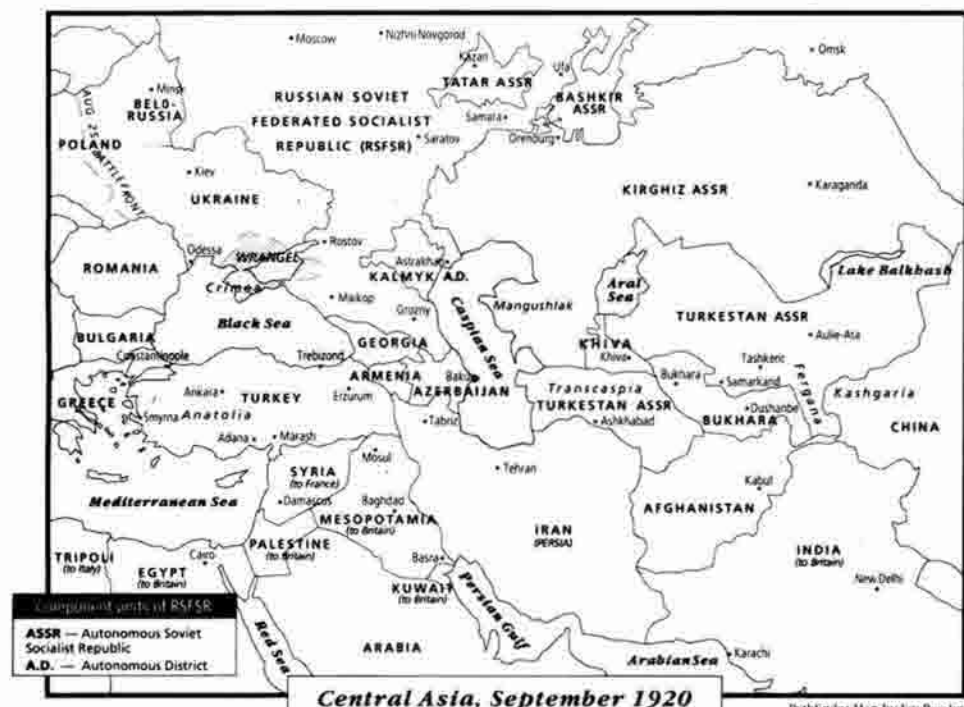 Moscow
Nizhni-Novgorod
Omsk
Kazan
Ufa
TATAR ASSR
BASHKIR
ASSR
Minsk
BELO-
RUSSIA
RUSSIAN SOVIET
FEDERATED SOCIALIST
REPUBLIC (RSFSR)
Samara
Saratov
Orenburg
AUG 25 BATTLEFRONT
POLAND
Kiev
UKRAINE
KIRGHIZ ASSR
Karaganda
Odessa
WRANGEL
Rostov
Astrakhan
KALMYK A.D.
ROMANIA
Crimea
Maikop
Grozny
Mangushlak
Aral
Sea
Lake Balkhash
Black Sea
Caspian Sea
TURKESTAN ASSR
Aulie-Ata
BULGARIA
GEORGIA
KHIVA
Khiva
Tashkent
Constantinople
Trebizond
ARMENIA
Baku
AZERBAIJAN
Bukhara
Samarkand
Fergana
Kashgaria
GREECE
Ankara
TURKEY
Erzurum
Transcaspia
TURKESTAN ASSR
Dushanbe
BUKHARA
Smyrna
Anatolia
Tabriz
Ashkhabad
CHINA
Adana
Marash
Mosul
Tehran
SYRIA
(to France)
Kabul
AFGHANISTAN
Mediterranean Sea
Damascus
Baghdad
MESOPOTAMIA
(to Britain)
IRAN
(PERSIA)
PALESTINE
(to Britain)
INDIA
(to Britain)
TRIPOLI
(to Italy)
Cairo
EGYPT
(to Britain)
Basra
KUWAIT
(to Britain)
Persian Gulf
New Delhi
Component units of RSFSR
ASSR — Autonomous Soviet
Socialist Republic
A.D. — Autonomous District
Red Sea
ARABIA
Arabian Sea
Karachi
Central Asia, September 1920
Pathfinder Map by